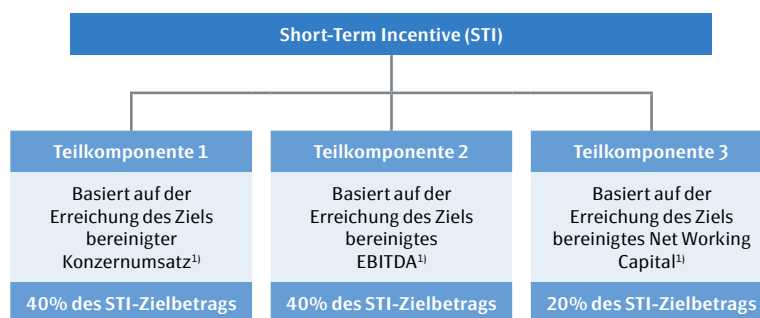 Short-Term Incentive (STI)
Teilkomponente 1
Basiert auf der
Erreichung des Ziels
bereinigter
Konzernumsatz¹⁾
40% des STI-Zielbetrags
Teilkomponente 2
Basiert auf der
Erreichung des Ziels
bereinigtes
EBITDA¹⁾
40% des STI-Zielbetrags
Teilkomponente 3
Basiert auf der
Erreichung des Ziels
bereinigtes Net Working
Capital¹⁾
20% des STI-Zielbetrags